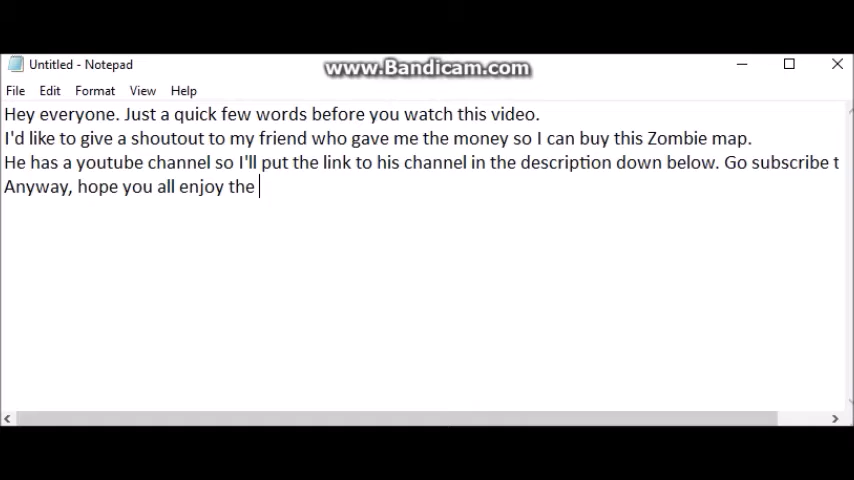 www.Bandicam.com
Untitled - Notepad
File Edit Format View Help
Hey everyone. Just a quick few words before you watch this video.
I'd like to give a shoutout to my friend who gave me the money so I can buy this Zombie map.
He has a youtube channel so I'll put the link to his channel in the description down below. Go subscribe t
Anyway, hope you all enjoy the